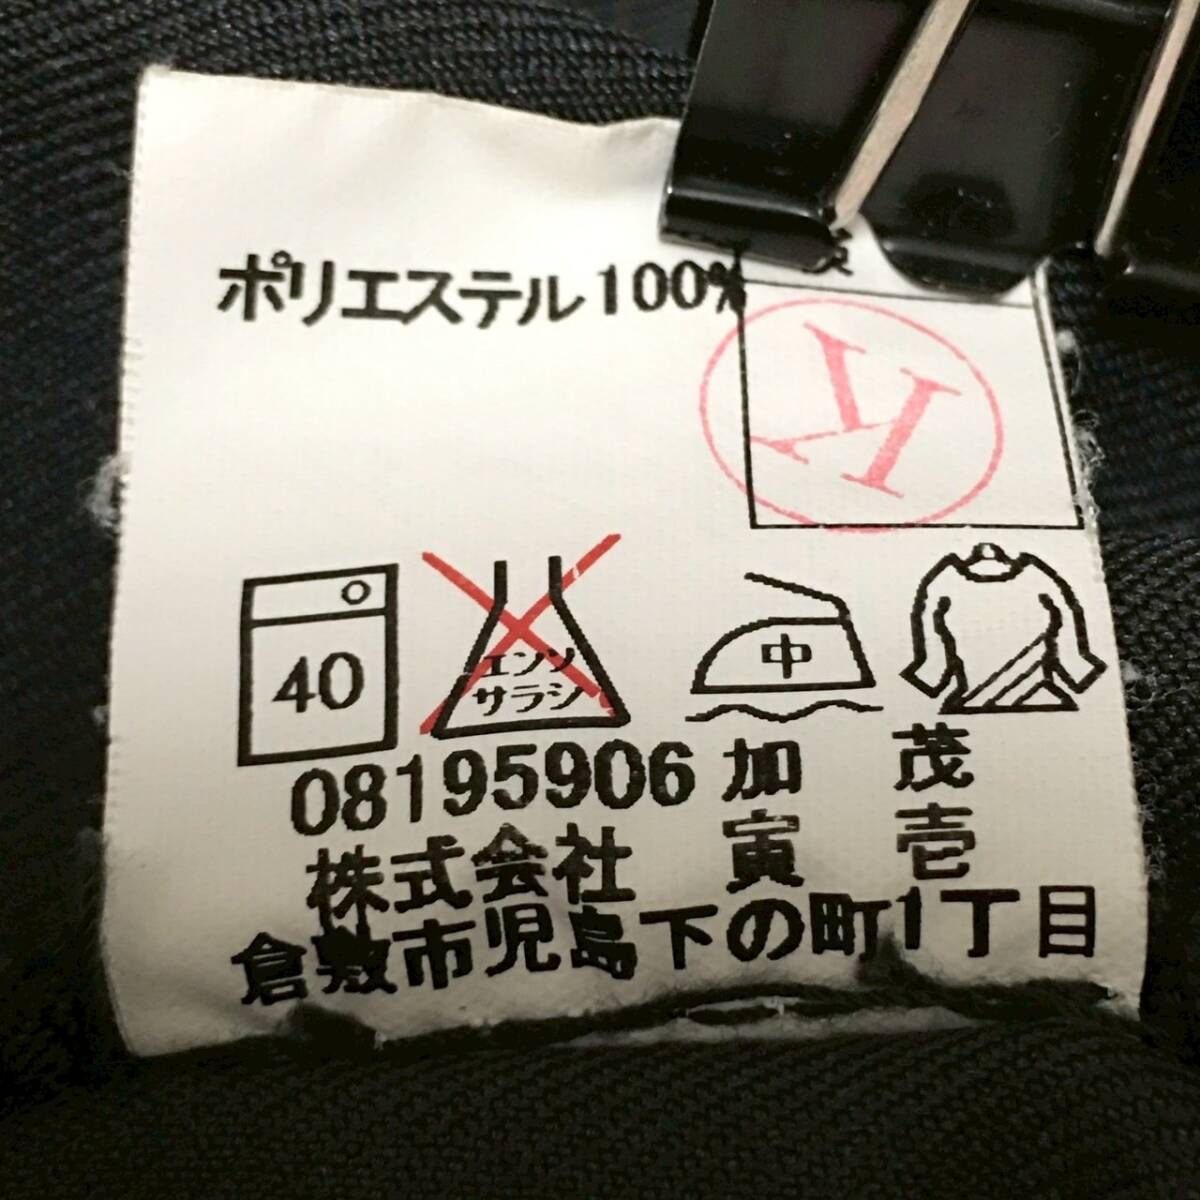 ポリエステル100%
K
40
エンソ
サラシ
中
08195906 加茂
株式会社 寅壱
倉敷市児島下の町1丁目